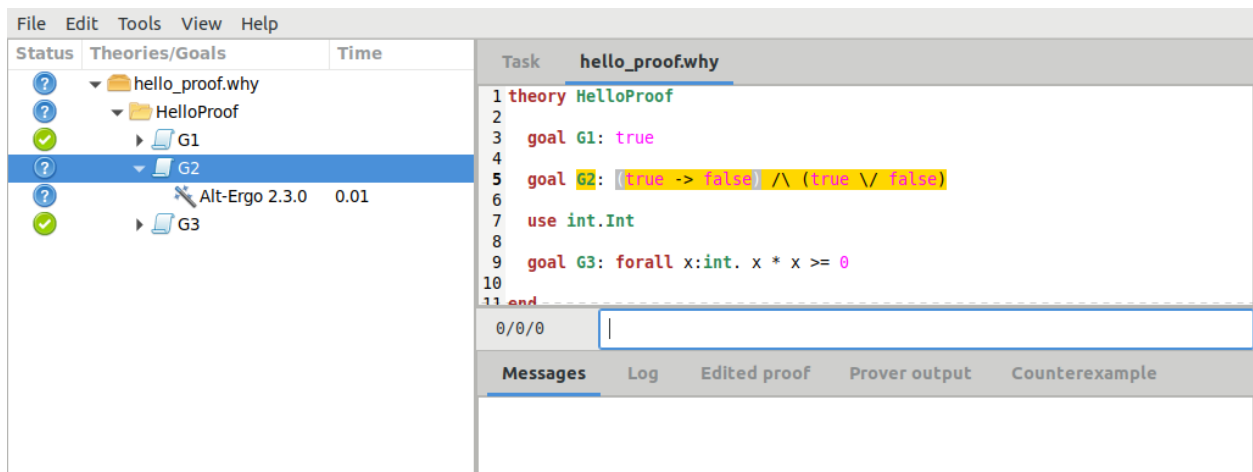 File Edit Tools View Help
Status Theories/Goals Time
hello_proof.why
HelloProof
G1
G2
Alt-Ergo 2.3.0 0.01
G3
Task hello_proof.why
1 theory HelloProof
2
3 goal G1: true
4
5 goal G2: (true -> false) /\ (true \/ false)
6
7 use int.Int
8
9 goal G3: forall x:int. x * x >= 0
10
11 end
0/0/0
Messages Log Edited proof Prover output Counterexample